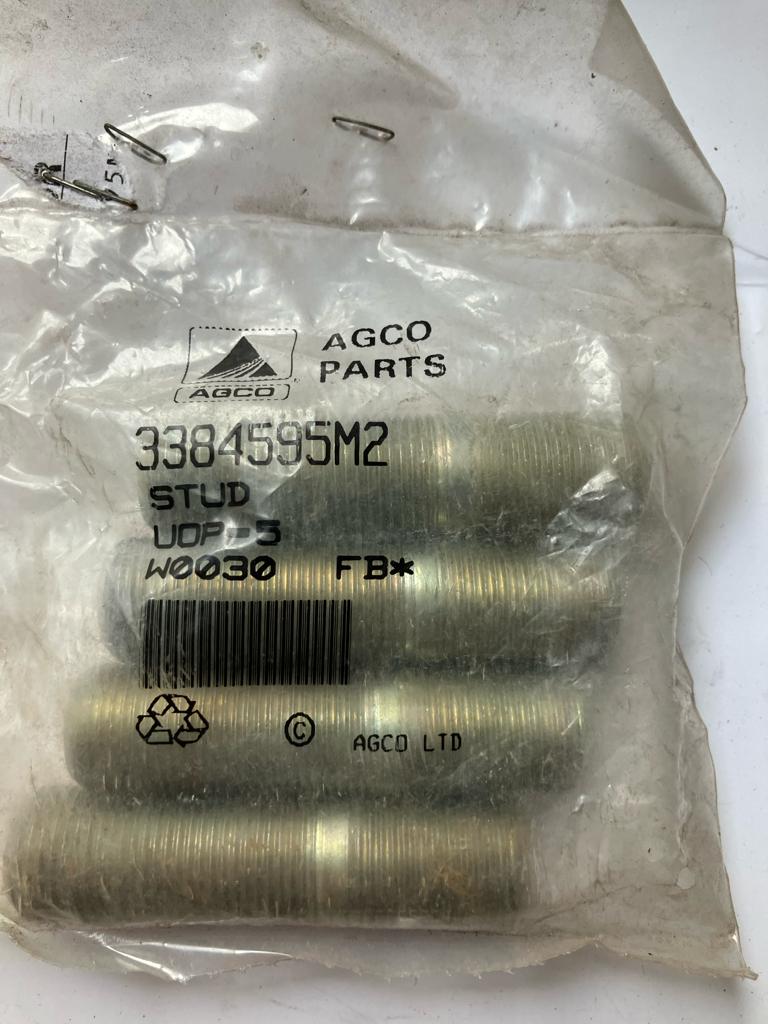 AGCO
PARTS
AGCO
3384595M2
STUD
UOP-5
W0030 FB*
© AGCO LTD